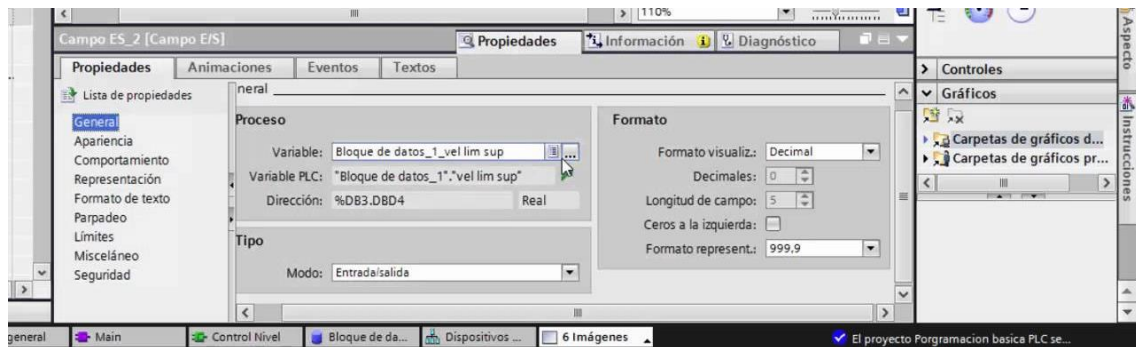 110%
Campo ES_2 [Campo E/S]
Propiedades
Información
Diagnóstico
Propiedades
Animaciones
Eventos
Textos
Lista de propiedades
General
Apariencia
Comportamiento
Representación
Formato de texto
Parpadeo
Límites
Misceláneo
Seguridad
neral
Proceso
Variable: Bloque de datos_1_vel lim sup
Variable PLC: "Bloque de datos_1"."vel lim sup"
Dirección: %DB3.DBD4 Real
Tipo
Modo: Entrada/salida
Formato
Formato visualiz.: Decimal
Decimales: 0
Longitud de campo: 5
Ceros a la izquierda:
Formato represent.: 999,9
Controles
Gráficos
Carpetas de gráficos d...
Carpetas de gráficos pr...
Aspecto
Instrucciones
general
Main
Control Nivel
Bloque de da...
Dispositivos ...
6 Imágenes
El proyecto Porgramacion basica PLC se...